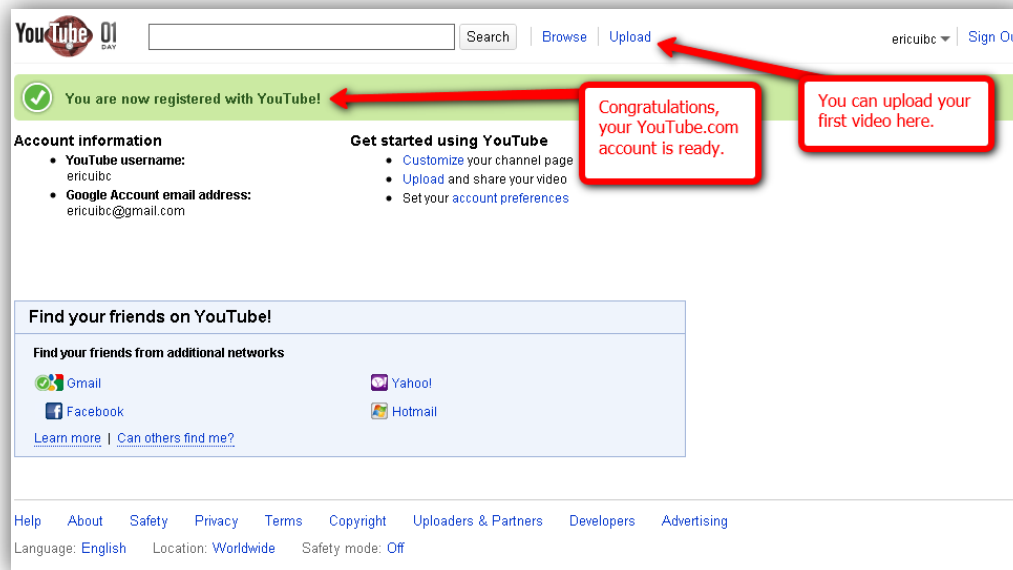 YouTube 01 DAY Search Browse Upload ericuibc Sign Ou
You are now registered with YouTube!
Congratulations,
your YouTube.com
account is ready.
You can upload your
first video here.
Account information
YouTube username:
ericuibc
Google Account email address:
ericuibc@gmail.com
Get started using YouTube
Customize your channel page
Upload and share your video
Set your account preferences
Find your friends on YouTube!
Find your friends from additional networks
Gmail Yahoo!
Facebook Hotmail
Learn more | Can others find me?
Help About Safety Privacy Terms Copyright Uploaders & Partners Developers Advertising
Language: English Location: Worldwide Safety mode: Off